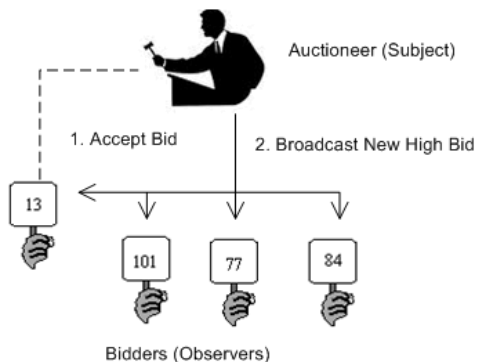 Auctioneer (Subject)
1. Accept Bid
2. Broadcast New High Bid
13
101
77
84
Bidders (Observers)